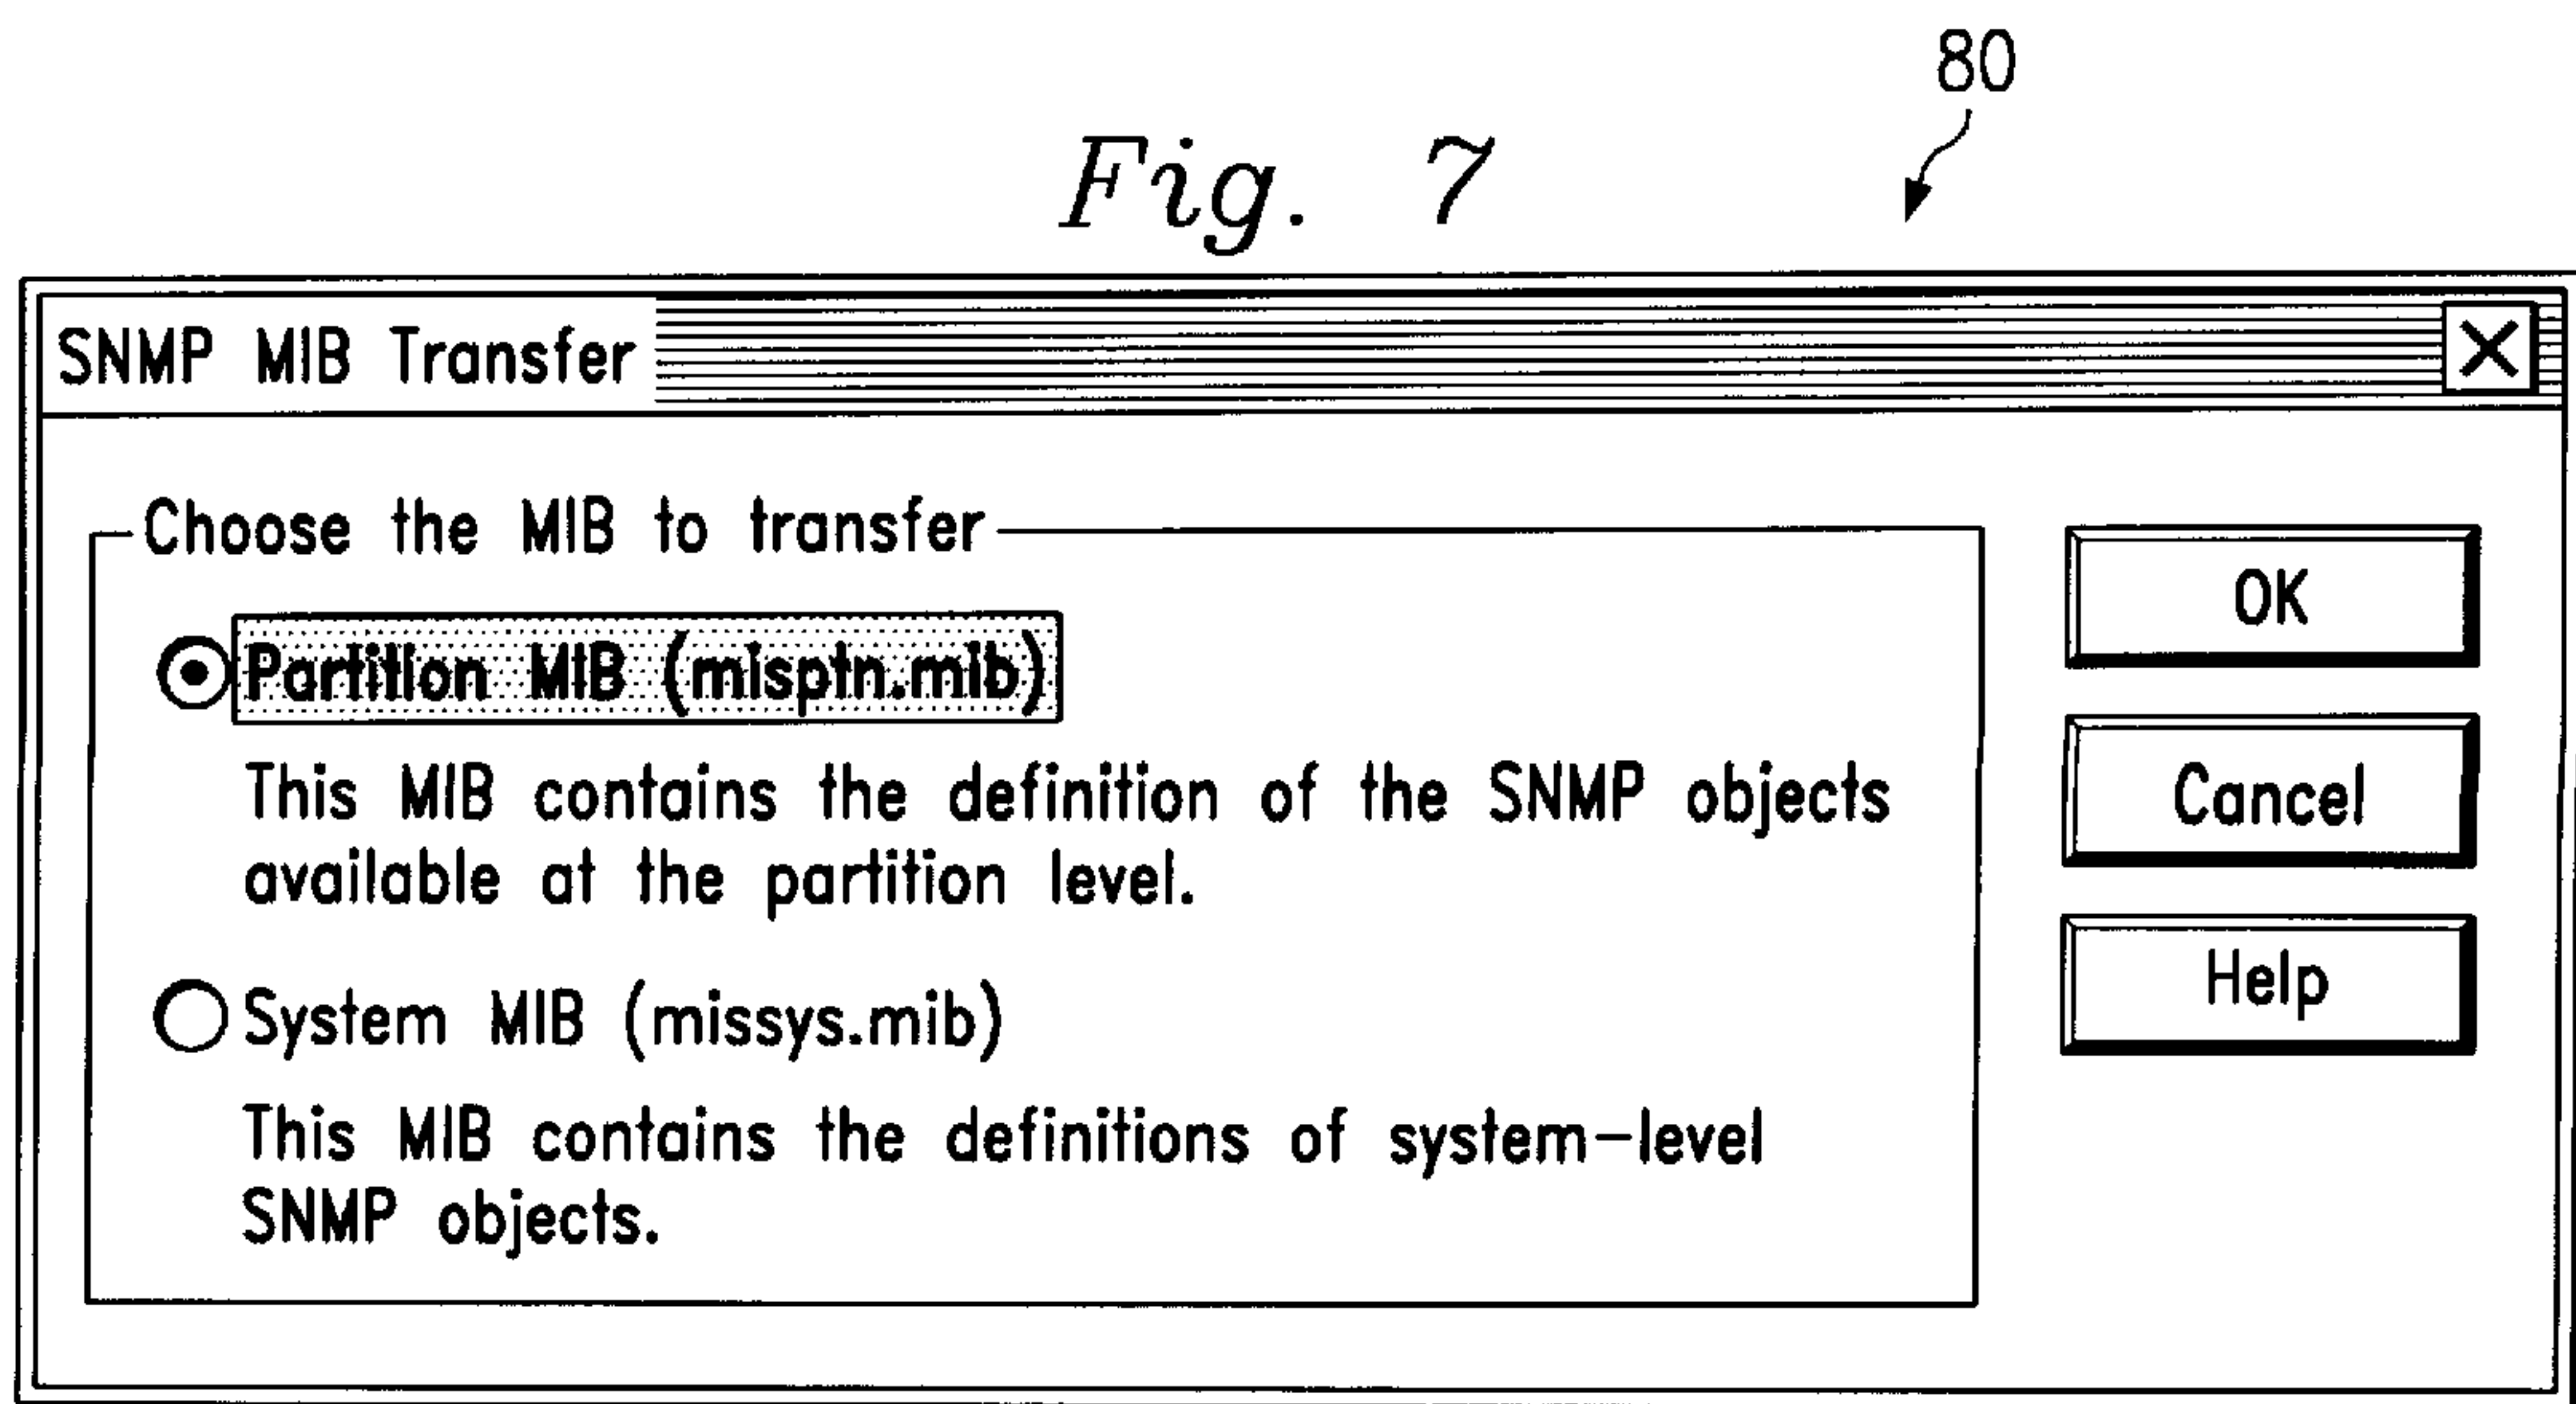 80
Fig. 7
SNMP MIB Transfer
Choose the MIB to transfer
Partition MIB (misptn.mib)
This MIB contains the definition of the SNMP objects
available at the partition level.
System MIB (missys.mib)
This MIB contains the definitions of system-level
SNMP objects.
OK
Cancel
Help